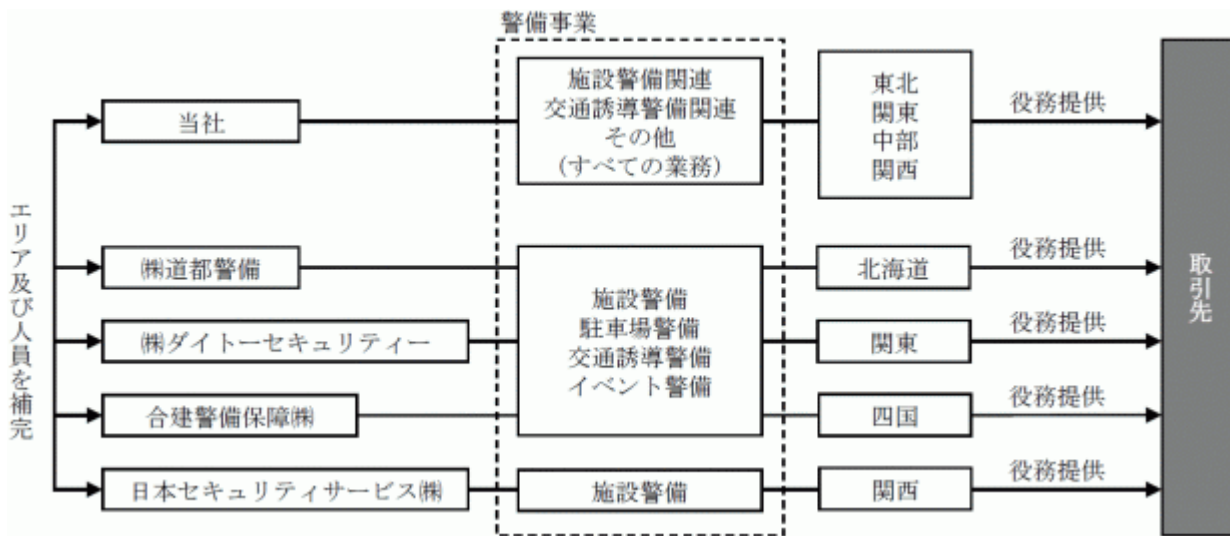 警備事業
施設警備関連
交通誘導警備関連
その他
(すべての業務)
当社
東北
関東
中部
関西
役務提供
エリア及び人員を補完
㈱道都警備
施設警備
駐車場警備
交通誘導警備
イベント警備
北海道
役務提供
㈱ダイトーセキュリティー
関東
役務提供
合建警備保障㈱
四国
役務提供
日本セキュリティサービス㈱
施設警備
関西
役務提供
取引先